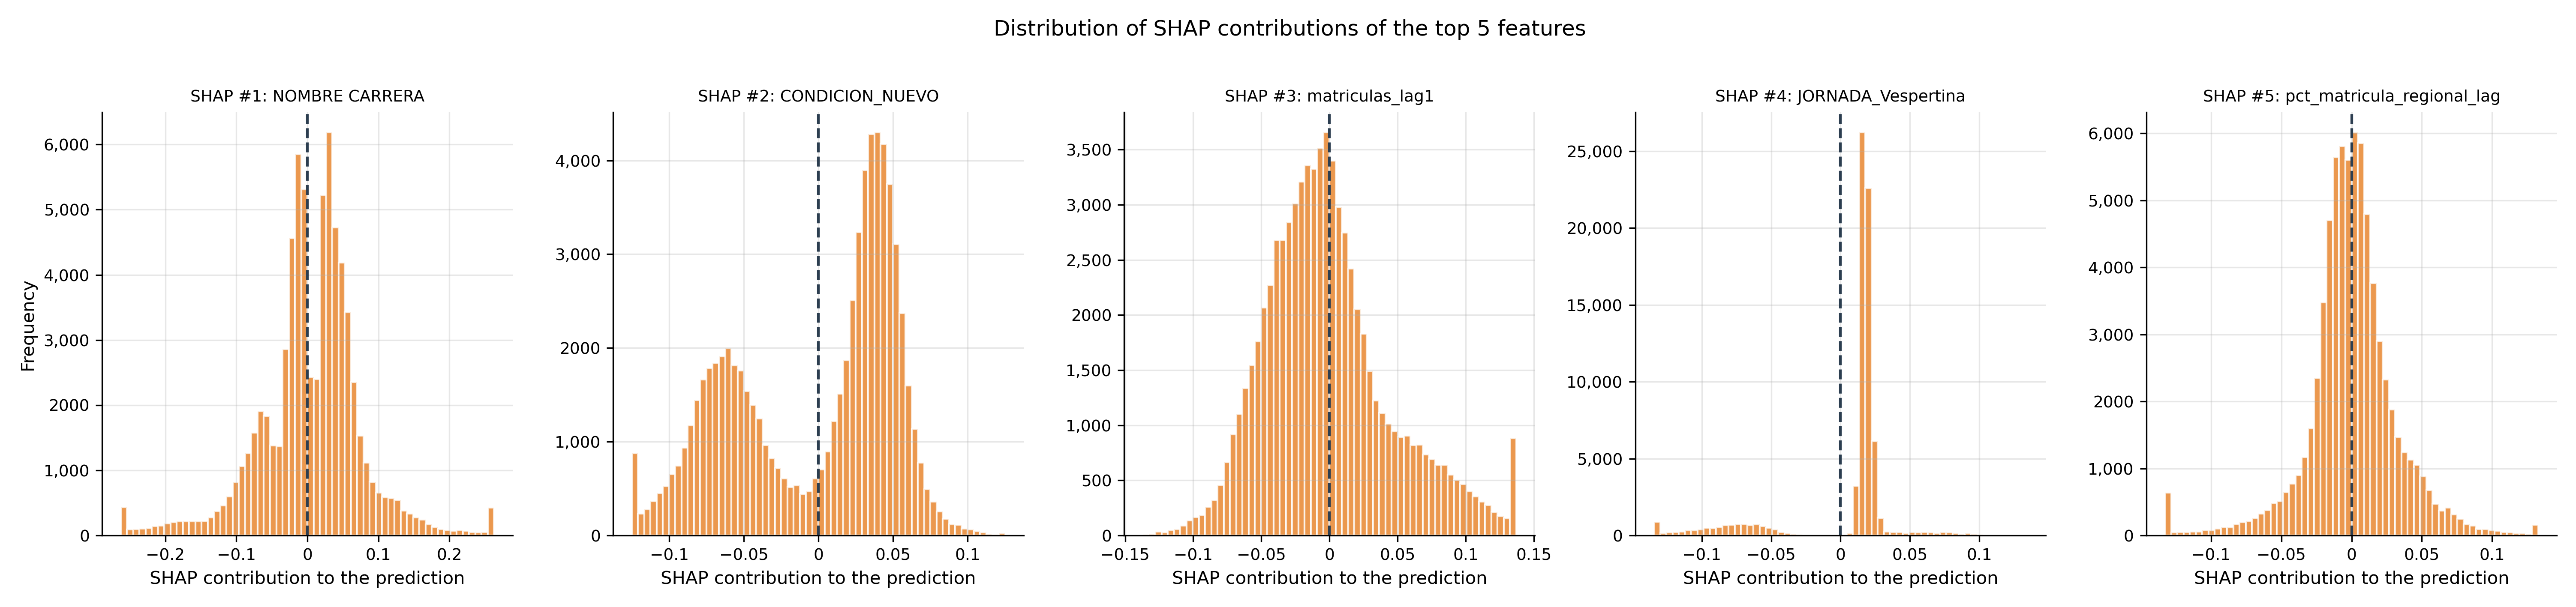 Distribution of SHAP contributions of the top 5 features
SHAP #1: NOMBRE CARRERA
Frequency
6,000
5,000
4,000
3,000
2000
1,000
0
−0.2 −0.1 0 0.1 0.2
SHAP contribution to the prediction
SHAP #2: CONDICION_NUEVO
4,000
3,000
2000
1,000
0
−0.1 −0.05 0 0.05 0.1
SHAP contribution to the prediction
SHAP #3: matriculas_lag1
3,500
3,000
2,500
2000
1,500
1,000
500
0
−0.15 −0.1 −0.05 0 0.05 0.1 0.15
SHAP contribution to the prediction
SHAP #4: JORNADA_Vespertina
25,000
20,000
15,000
10,000
5,000
0
−0.1 −0.05 0 0.05 0.1
SHAP contribution to the prediction
SHAP #5: pct_matricula_regional_lag
6,000
5,000
4,000
3,000
2000
1,000
0
−0.1 −0.05 0 0.05 0.1
SHAP contribution to the prediction